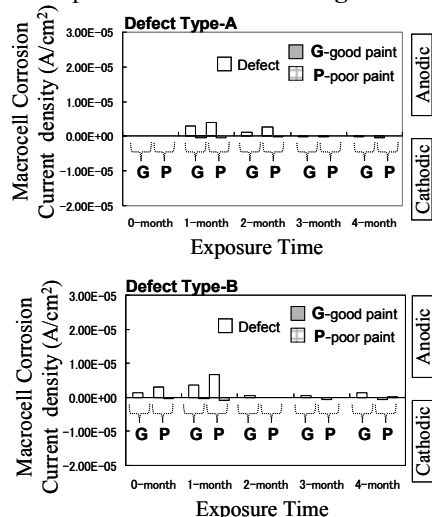 Defect Type-A
Macrocell Corrosion
Current density (A/cm²)
3.00E-05
2.00E-05
1.00E-05
0.00E+00
-1.00E-05
-2.00E-05
Defect
G-good paint
P-poor paint
Anodic
Cathodic
G P G P G P G P G P
0-month 1-month 2-month 3-month 4-month
Exposure Time
Defect Type-B
Macrocell Corrosion
Current density (A/cm²)
3.00E-05
2.00E-05
1.00E-05
0.00E+00
-1.00E-05
-2.00E-05
Defect
G-good paint
P-poor paint
Anodic
Cathodic
G P G P G P G P G P
0-month 1-month 2-month 3-month 4-month
Exposure Time